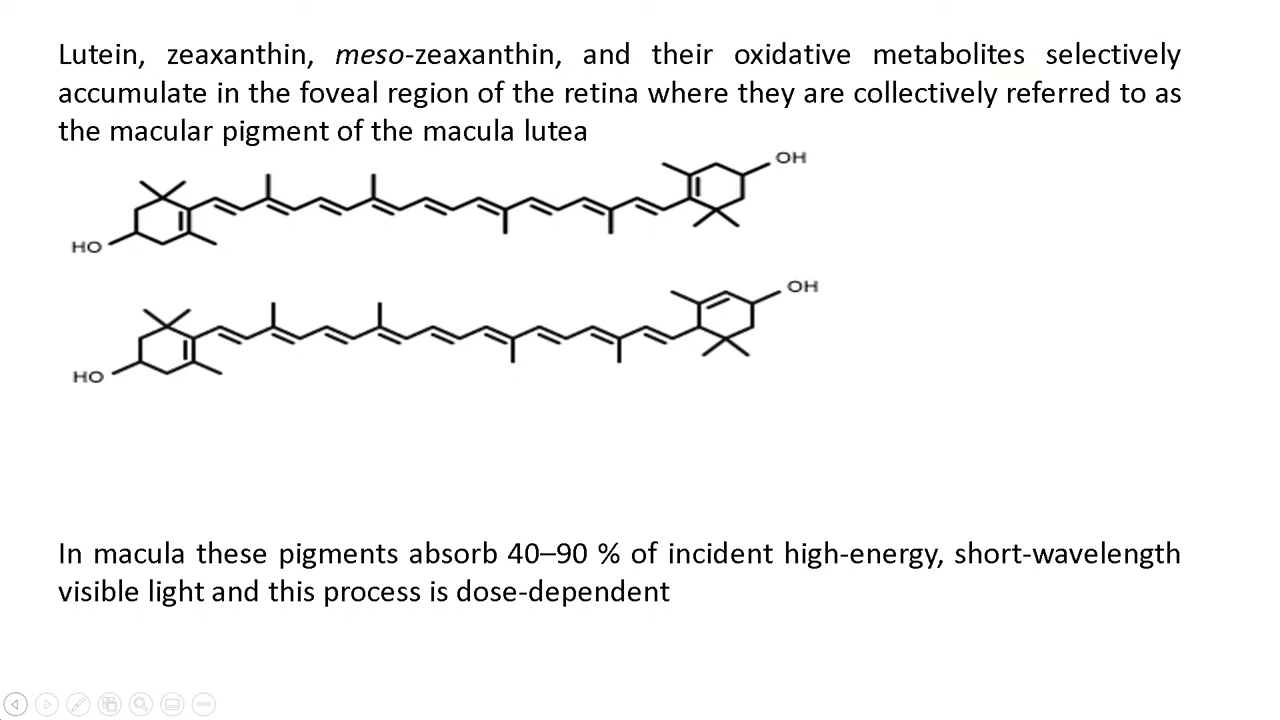 Lutein, zeaxanthin, meso-zeaxanthin, and their oxidative metabolites selectively
accumulate in the foveal region of the retina where they are collectively referred to as
the macular pigment of the macula lutea
OH
HO
OH
HO
In macula these pigments absorb 40–90 % of incident high-energy, short-wavelength
visible light and this process is dose-dependent